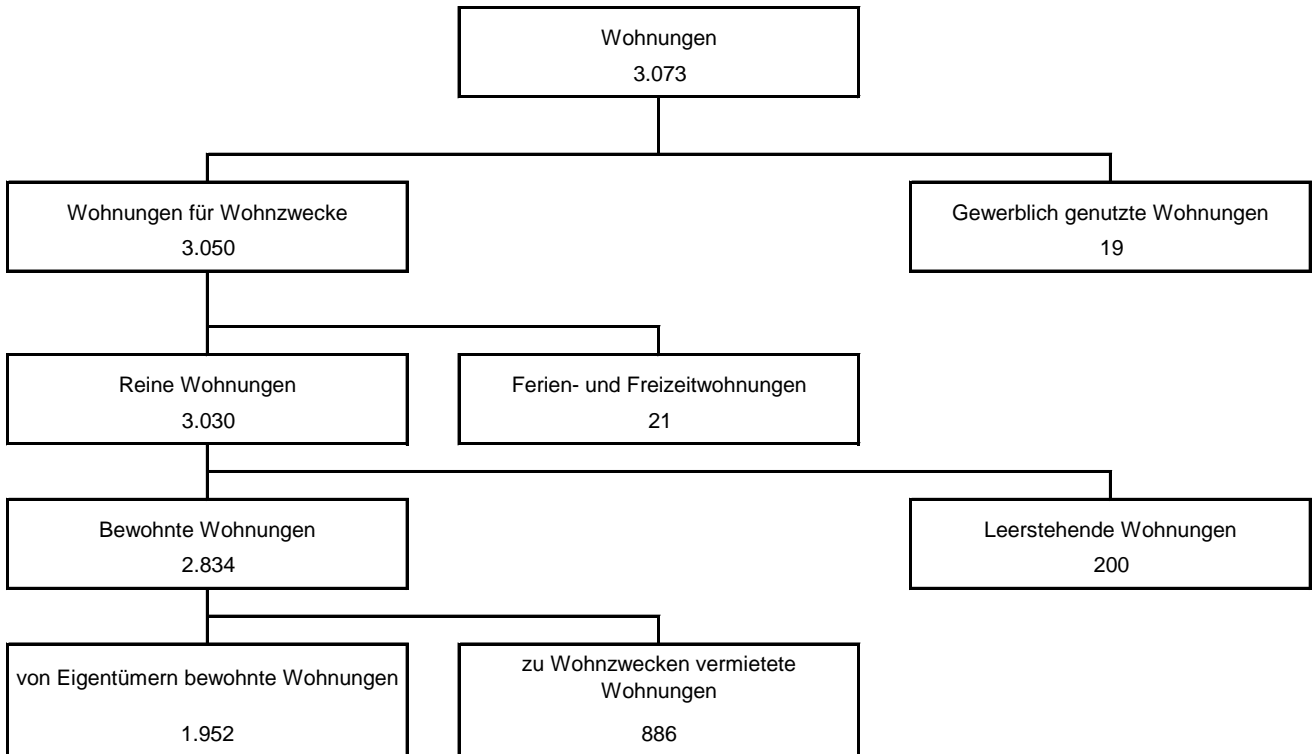 Wohnungen
3.073
Wohnungen für Wohnzwecke
3.050
Gewerblich genutzte Wohnungen
19
Reine Wohnungen
3.030
Ferien- und Freizeitwohnungen
21
Bewohnte Wohnungen
2.834
Leerstehende Wohnungen
200
von Eigentümern bewohnte Wohnungen
1.952
zu Wohnzwecken vermietete
Wohnungen
886